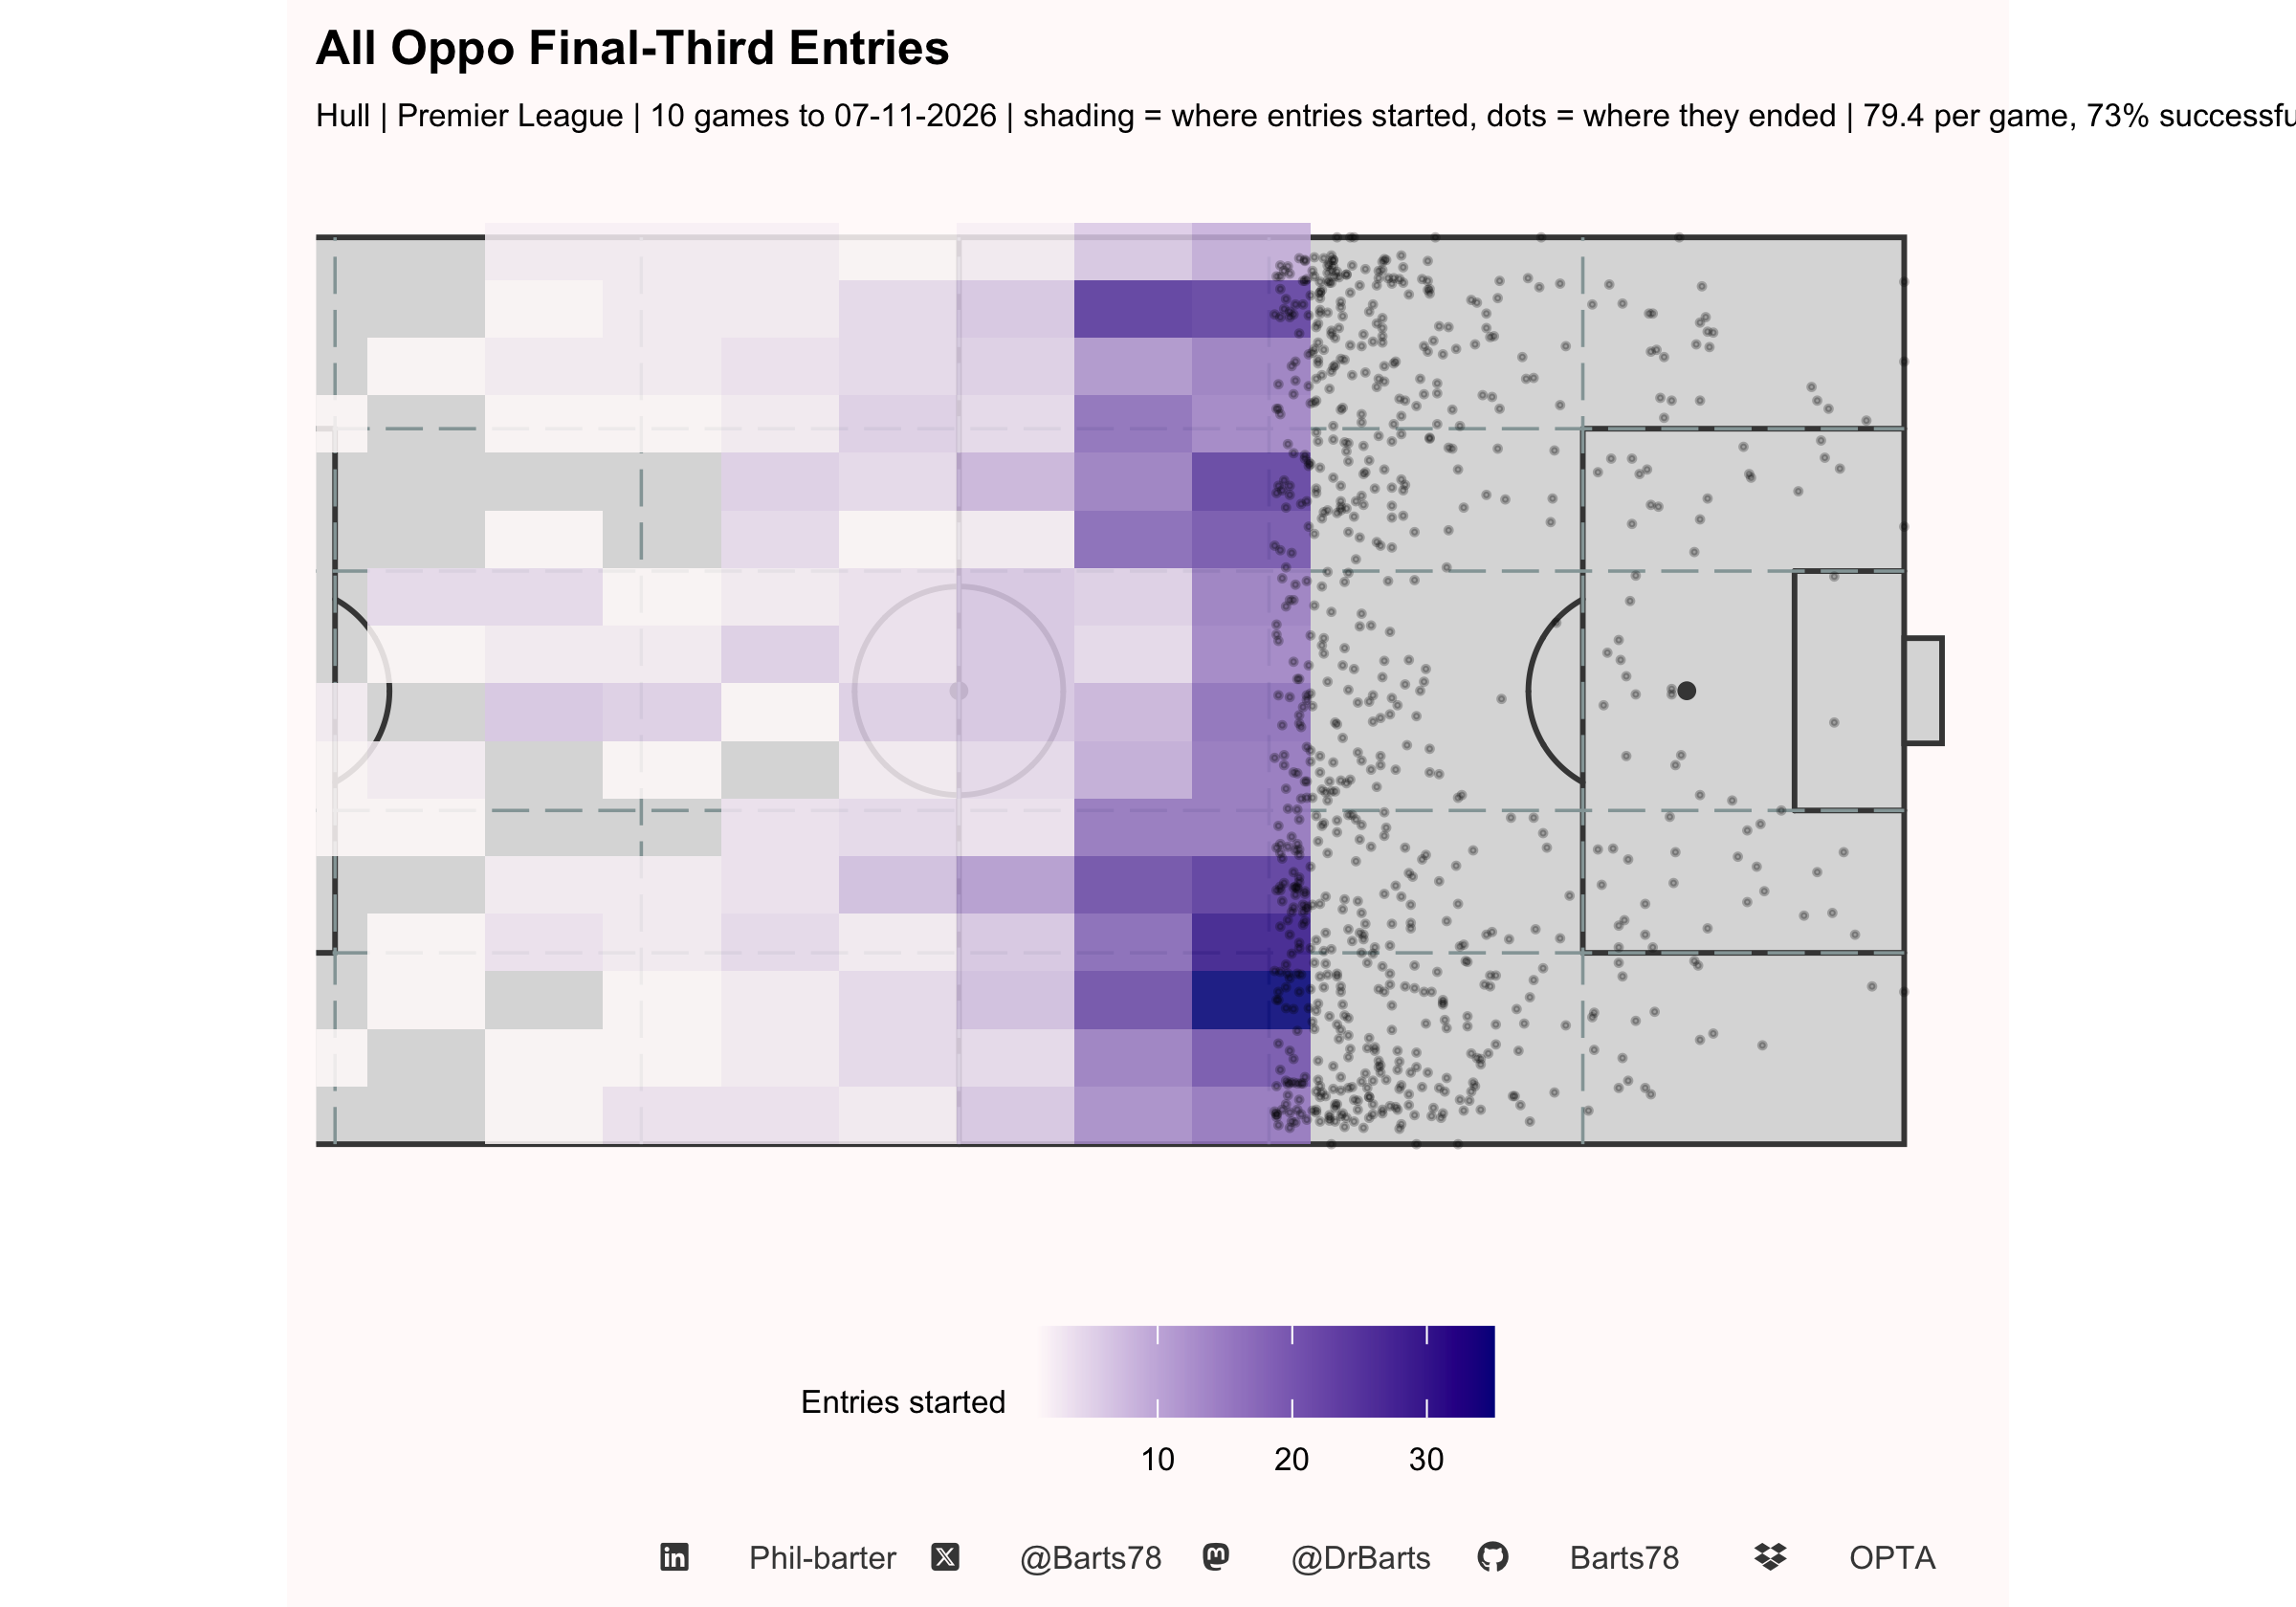 All Oppo Final-Third Entries
Hull | Premier League | 10 games to 07-11-2026 | shading = where entries started, dots = where they ended | 79.4 per game, 73% successfu
Entries started
10 20 30
Phil-barter @Barts78 @DrBarts Barts78 OPTA